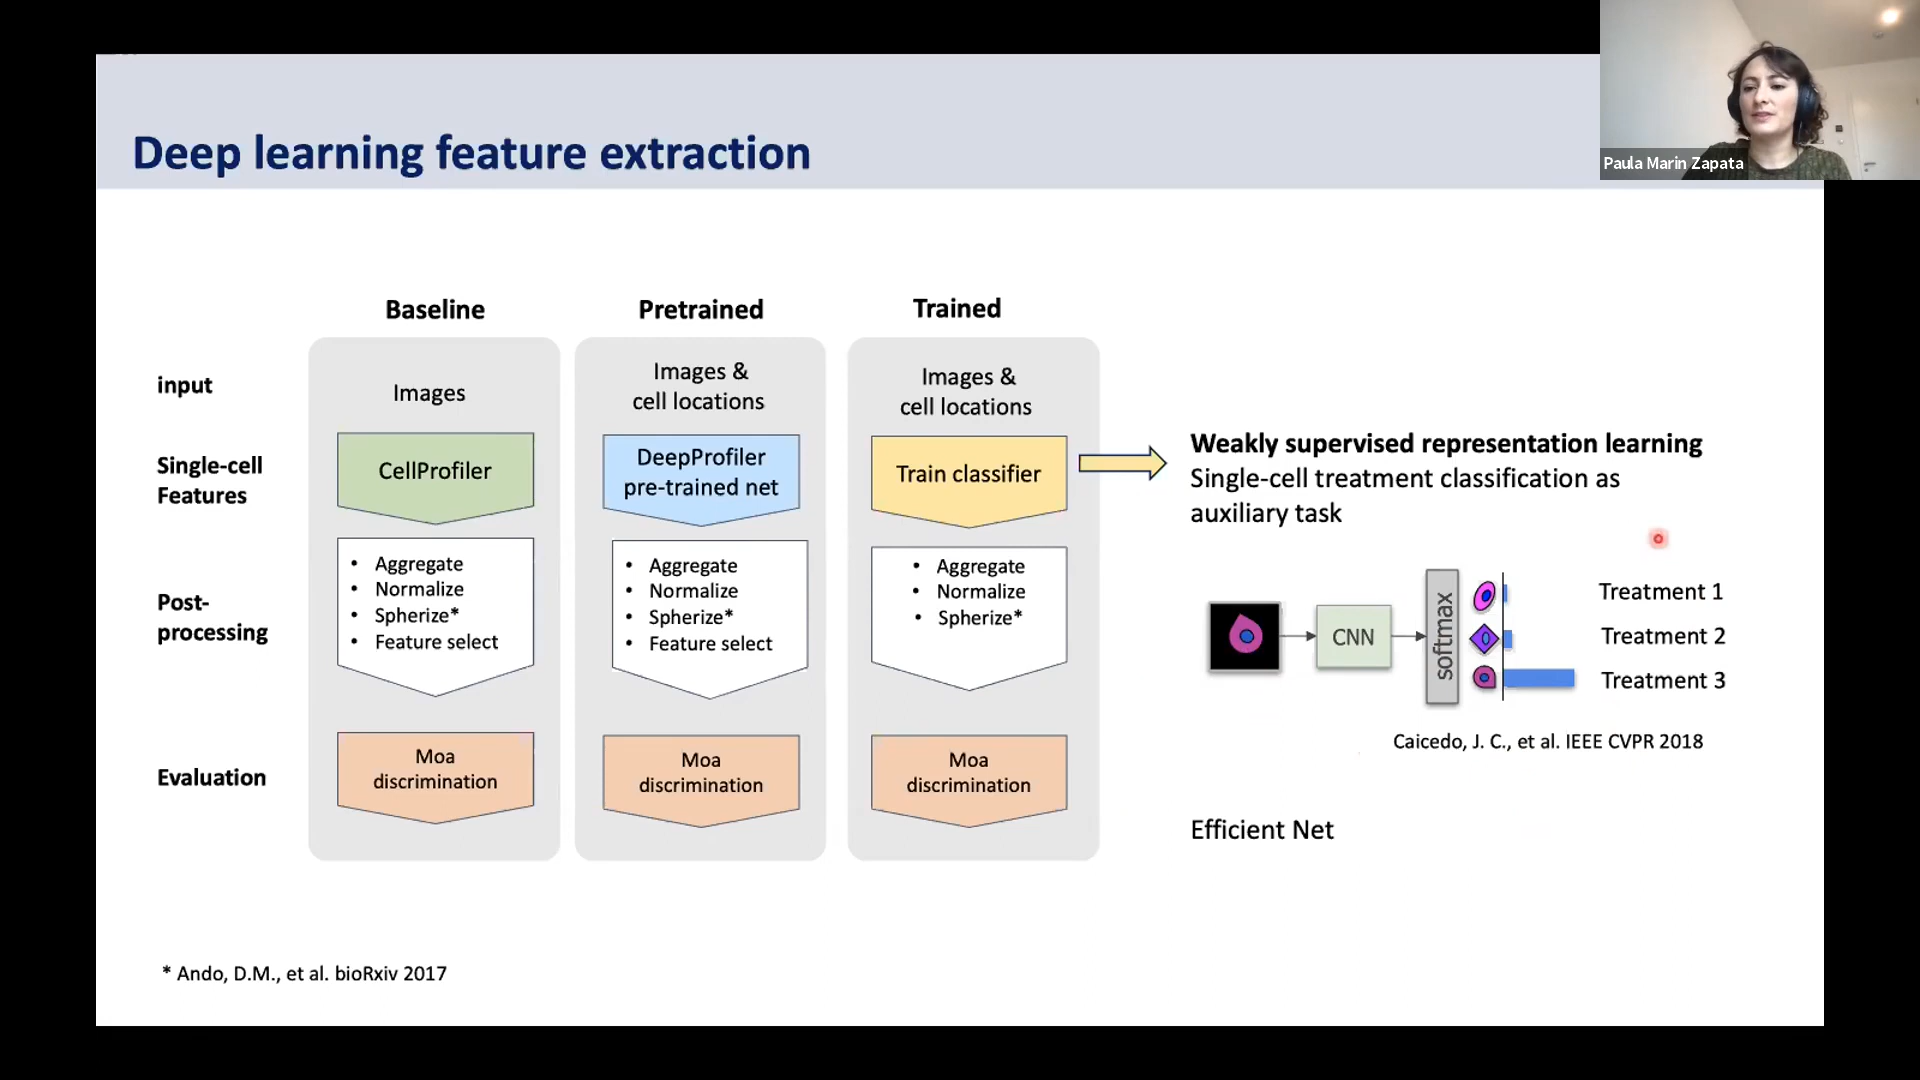 Paula Marin Zapata
Deep learning feature extraction
Baseline
Pretrained
Trained
input
Images
Images &
cell locations
Images &
cell locations
Single-cell
Features
CellProfiler
DeepProfiler
pre-trained net
Train classifier
Post-
processing
• Aggregate
• Normalize
• Spherize*
• Feature select
• Aggregate
• Normalize
• Spherize*
• Feature select
• Aggregate
• Normalize
• Spherize*
Evaluation
Moa
discrimination
Moa
discrimination
Moa
discrimination
Weakly supervised representation learning
Single-cell treatment classification as
auxiliary task
CNN
softmax
Treatment 1
Treatment 2
Treatment 3
Caicedo, J. C., et al. IEEE CVPR 2018
Efficient Net
* Ando, D.M., et al. bioRxiv 2017